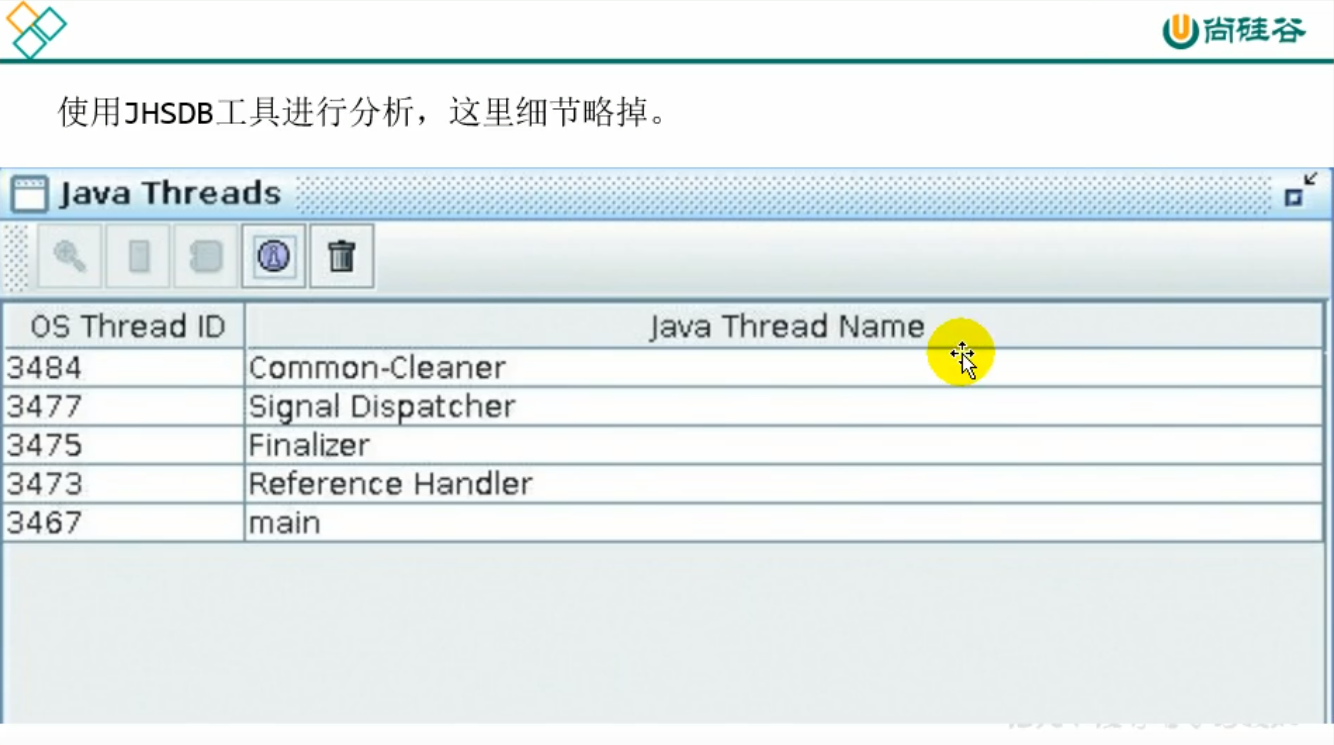 尚硅谷
使用JHSDB工具进行分析，这里细节略掉。
Java Threads
OS Thread ID Java Thread Name
3484 Common-Cleaner
3477 Signal Dispatcher
3475 Finalizer
3473 Reference Handler
3467 main